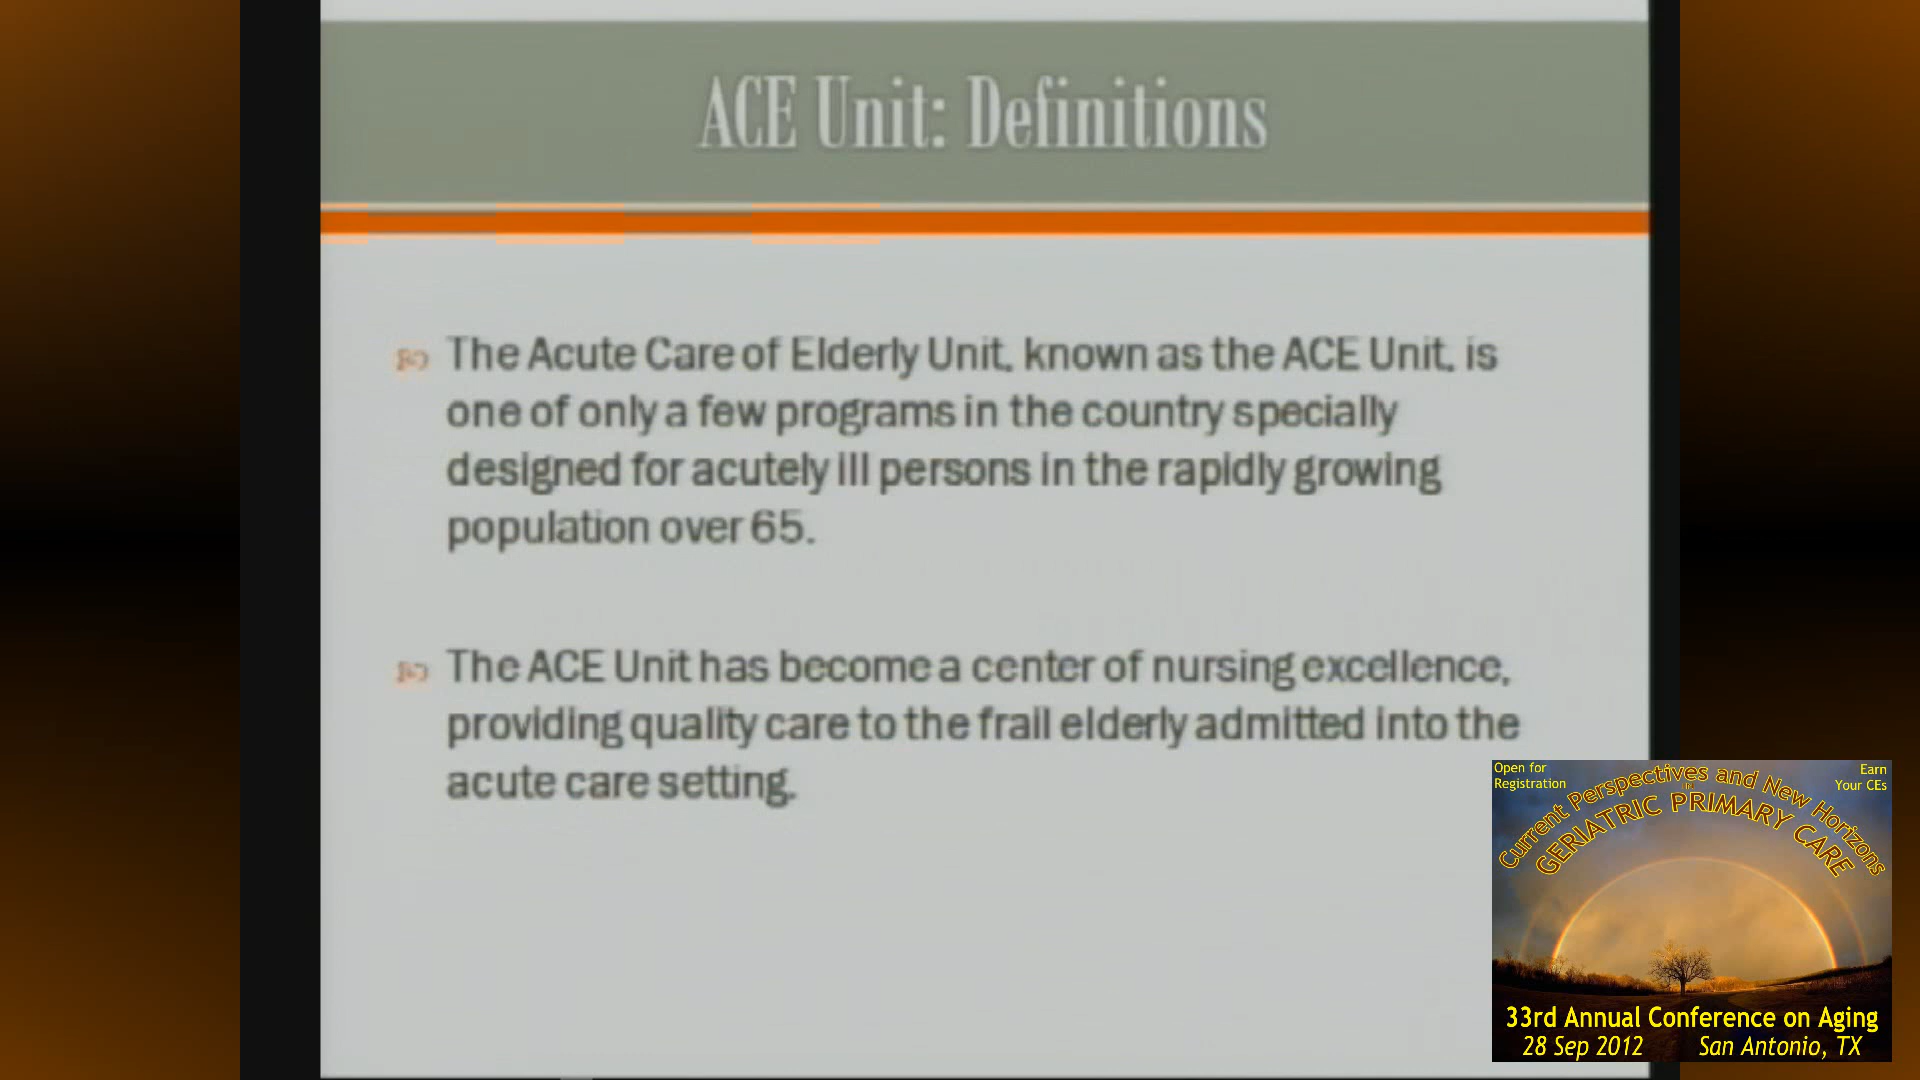 ACE Unit: Definitions
The Acute Care of Elderly Unit, known as the ACE Unit, is
one of only a few programs in the country specially
designed for acutely ill persons in the rapidly growing
population over 65.
The ACE Unit has become a center of nursing excellence,
providing quality care to the frail elderly admitted into the
acute care setting.
Open for
Registration
Earn
Your CEs
Current Perspectives and New Horizons
in
GERIATRIC PRIMARY CARE
33rd Annual Conference on Aging
28 Sep 2012 San Antonio, TX